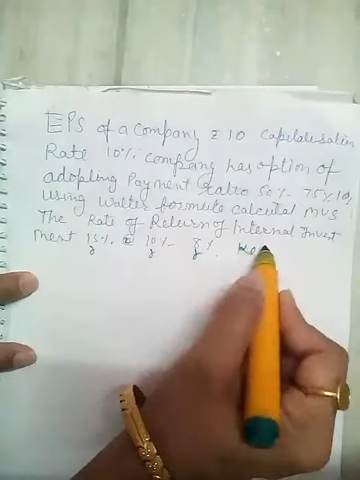 EPS of a company ₹ 10 capitalisation
Rate 10% company has option of
adopting Payment ratio 50%- 75% 10%
using Walter formula calculat MVS
The Rate of Return of Internal Invest
ment 15% 10%- 8% Ke
r r r